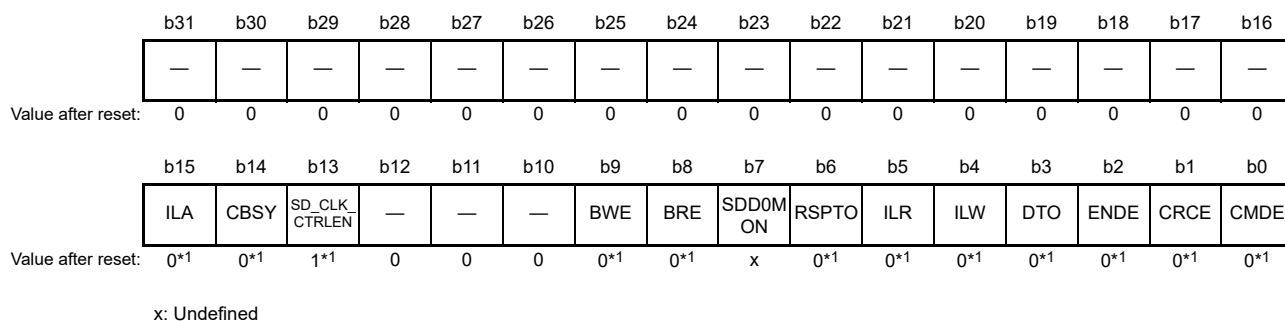 b31 b30 b29 b28 b27 b26 b25 b24 b23 b22 b21 b20 b19 b18 b17 b16
— — — — — — — — — — — — — — — —
Value after reset: 0 0 0 0 0 0 0 0 0 0 0 0 0 0 0 0
b15 b14 b13 b12 b11 b10 b9 b8 b7 b6 b5 b4 b3 b2 b1 b0
ILA CBSY SD_CLK_CTRLEN — — — BWE BRE SDD0MON RSPTO ILR ILW DTO ENDE CRCE CMDE
Value after reset: 0*1 0*1 1*1 0 0 0 0*1 0*1 x 0*1 0*1 0*1 0*1 0*1 0*1 0*1
x: Undefined